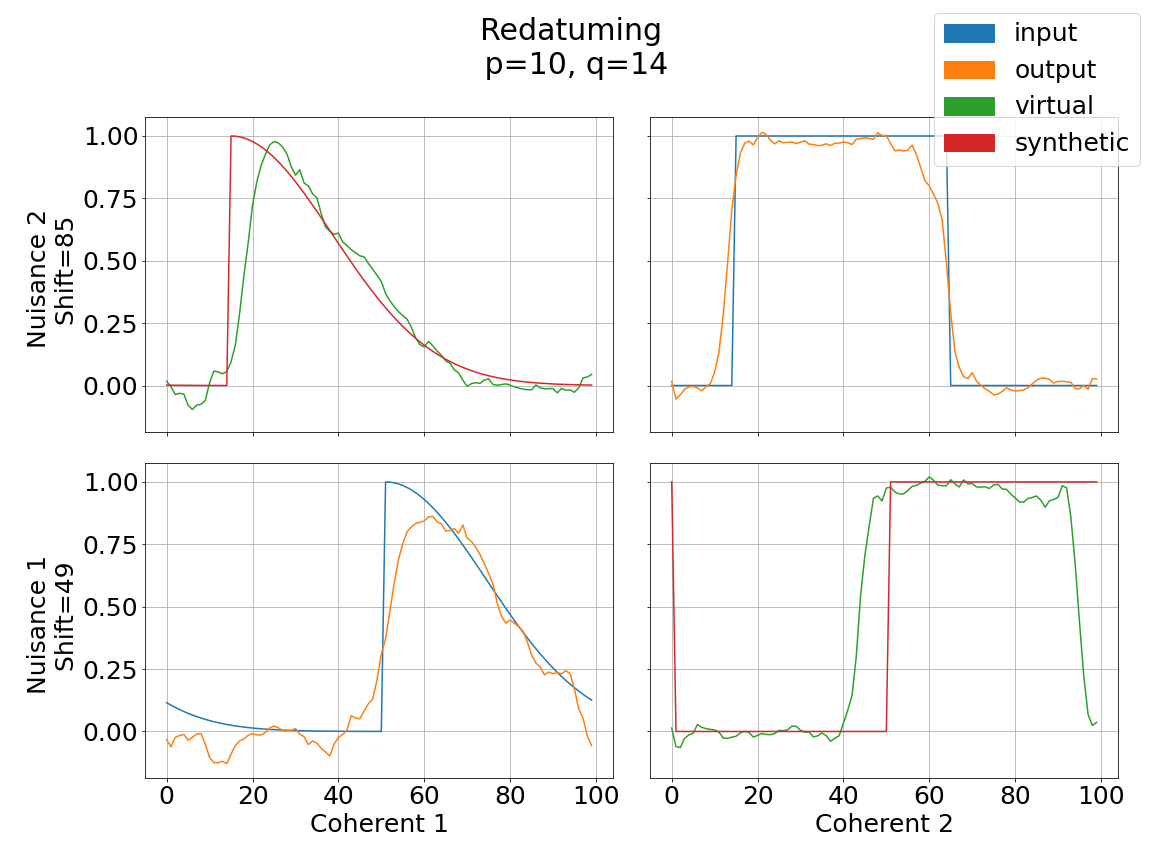 Redatuming
p=10, q=14
input
output
virtual
synthetic
Nuisance 2
Shift=85
1.00
0.75
0.50
0.25
0.00
0 20 40 60 80 100
0 20 40 60 80 100
Nuisance 1
Shift=49
1.00
0.75
0.50
0.25
0.00
Coherent 1
Coherent 2